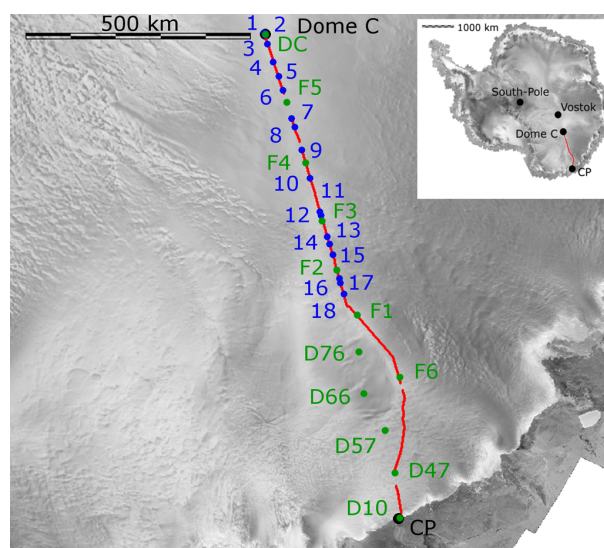 500 km
1 2 Dome C
3 DC
4 5
6 F5
7
8
9
F4
10
11
12 F3
13
14
15
F2
16 17
18
F1
D76
F6
D66
D57
D47
D10
CP
1000 km
South-Pole
Vostok
Dome C
CP